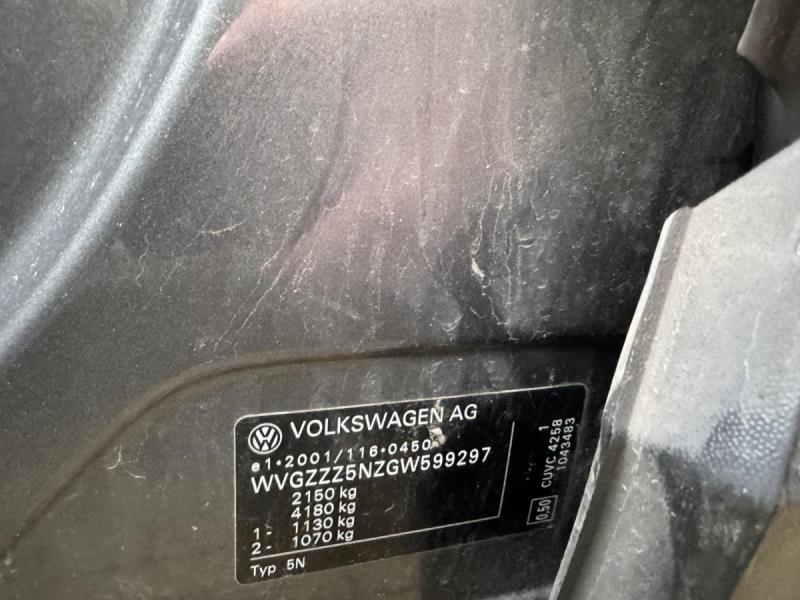 VOLKSWAGEN AG
e1*2001/116*0450*
WVGZZZ5NZGW599297
2150 kg
4180 kg
1- 1130 kg
2- 1070 kg
Typ 5N
0,50 CUVC 4258 1
1043483